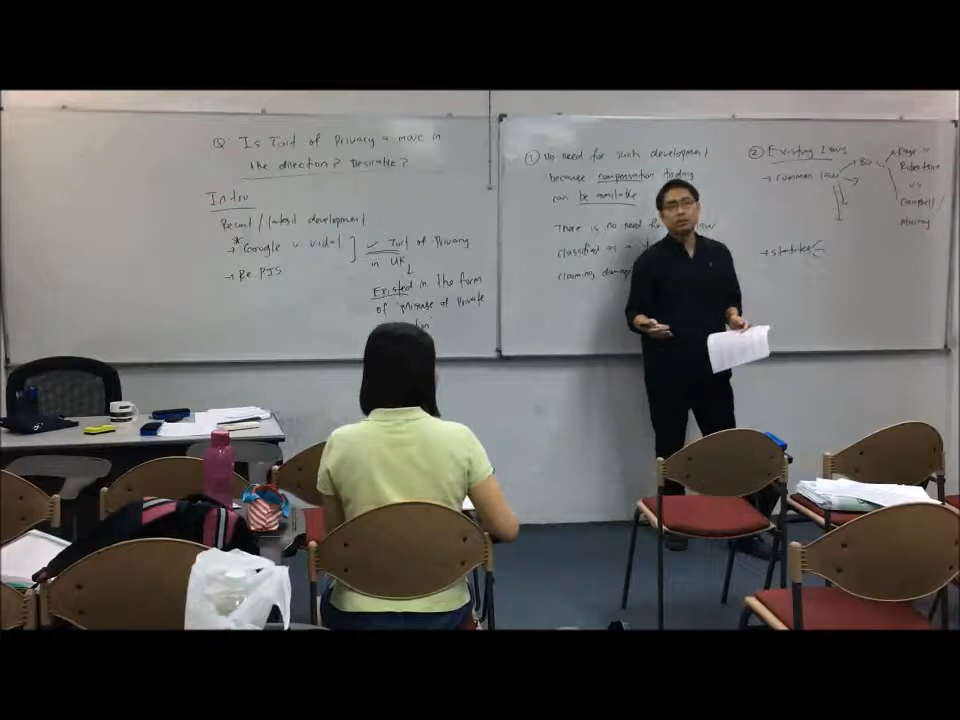 Q: Is Tort of Privacy a move in
the direction? Desirable?
Intro
Recent/latest development
→ * Google v Vidal
→ Re PJS
✓ Tort of Privacy
in UK
↓
Existed in the form
of "Misuse of Private
① No need for such development
because compensation
can be available
There is no need
classified as a
claiming damag
② Existing Laws
→ common law
→ Kaye v
Robertson
vs
Campbell/
Murray
→ statutes